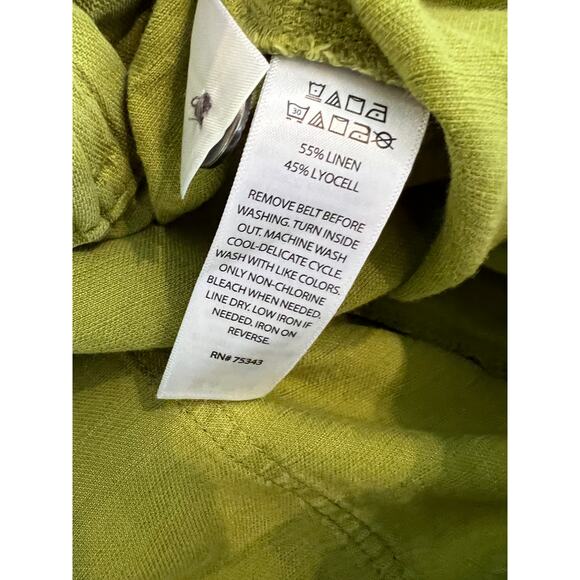 30
55% LINEN
45% LYOCELL
REMOVE BELT BEFORE
WASHING. TURN INSIDE
OUT. MACHINE WASH
COOL-DELICATE CYCLE.
WASH WITH LIKE COLORS.
ONLY NON-CHLORINE
BLEACH WHEN NEEDED.
LINE DRY. LOW IRON IF
NEEDED. IRON ON
REVERSE.
RN# 75343